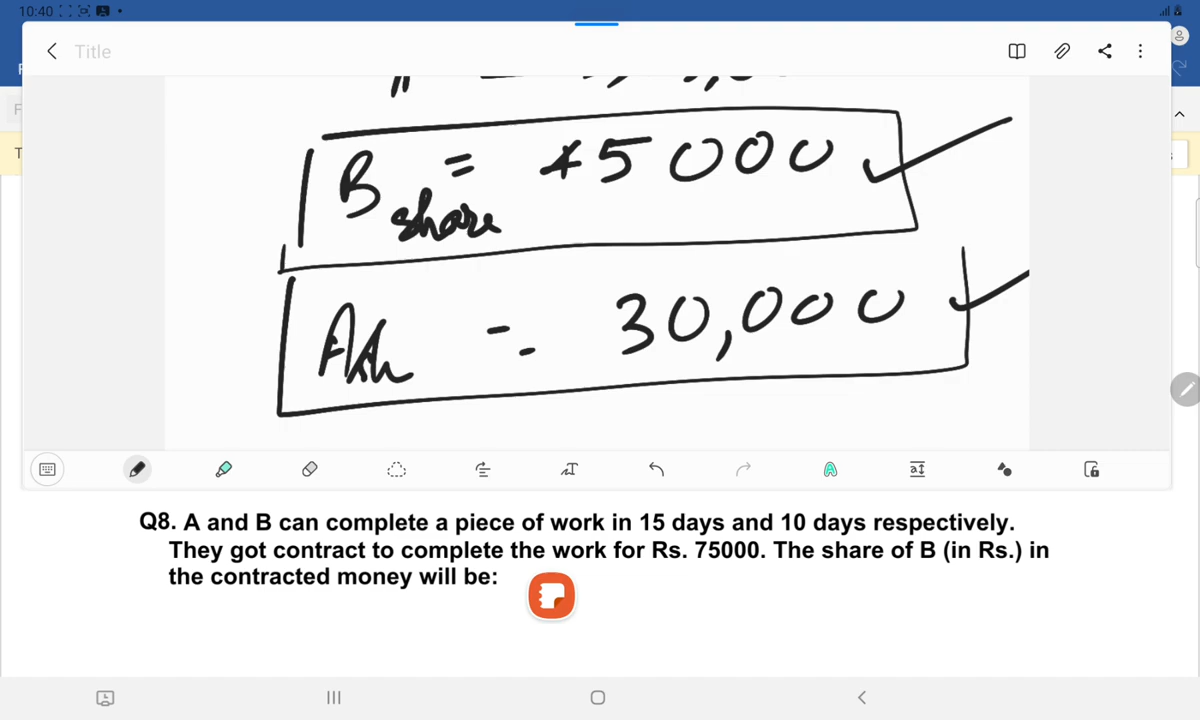 10:40
Title
B share = 45000
Ash = 30,000
Q8. A and B can complete a piece of work in 15 days and 10 days respectively.
They got contract to complete the work for Rs. 75000. The share of B (in Rs.) in
the contracted money will be: